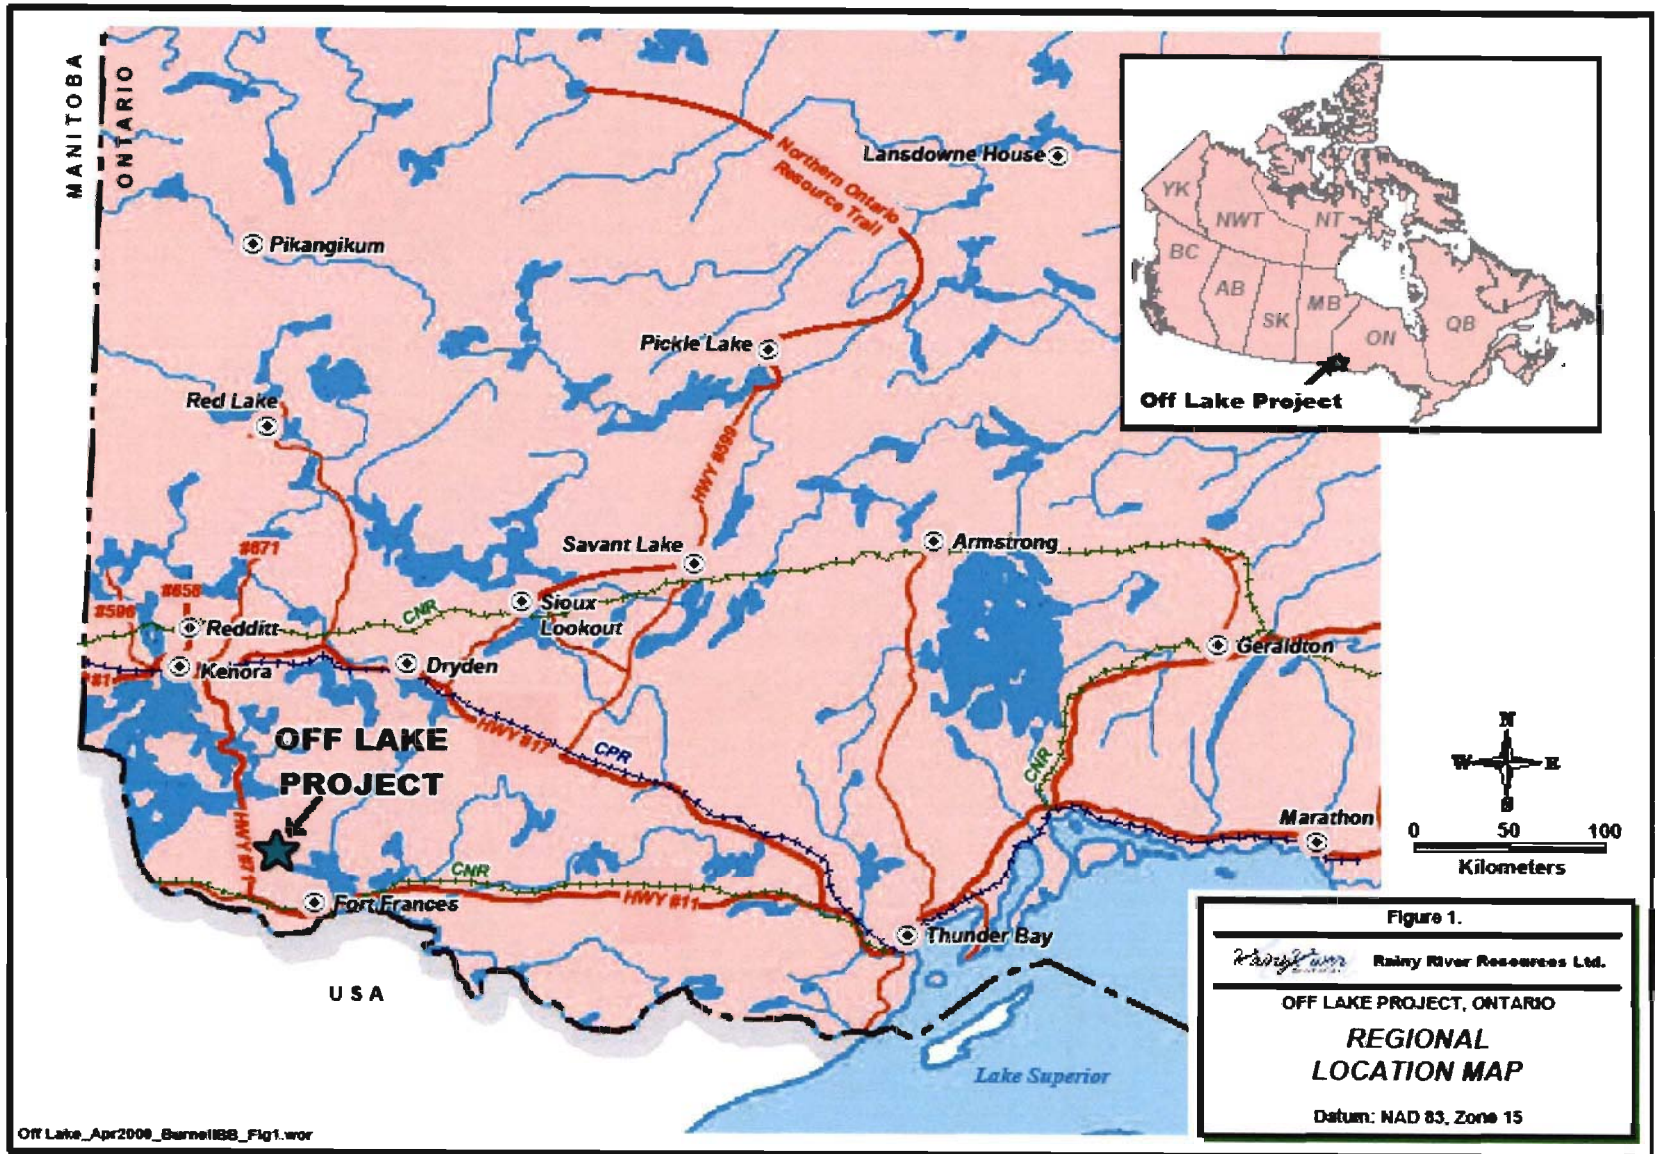 MANITOBA
ONTARIO
Northern Ontario
Resource Trail
Lansdowne House
Pikangikum
Pickle Lake
Red Lake
HWY #599
Savant Lake
Armstrong
#671
#658
#596
CNR
Sioux
Lookout
Redditt
Kenora
Dryden
Geraldton
#1
HWY #17
CPR
CNR
OFF LAKE
PROJECT
HWY #71
Marathon
CNR
Fort Frances
HWY #11
Thunder Bay
USA
Lake Superior
YK
NWT
NT
BC
AB
SK
MB
ON
QB
Off Lake Project
N
W E
S
0 50 100
Kilometers
Figure 1.
Rainy River Resources Ltd.
OFF LAKE PROJECT, ONTARIO
REGIONAL
LOCATION MAP
Datum: NAD 83, Zone 15